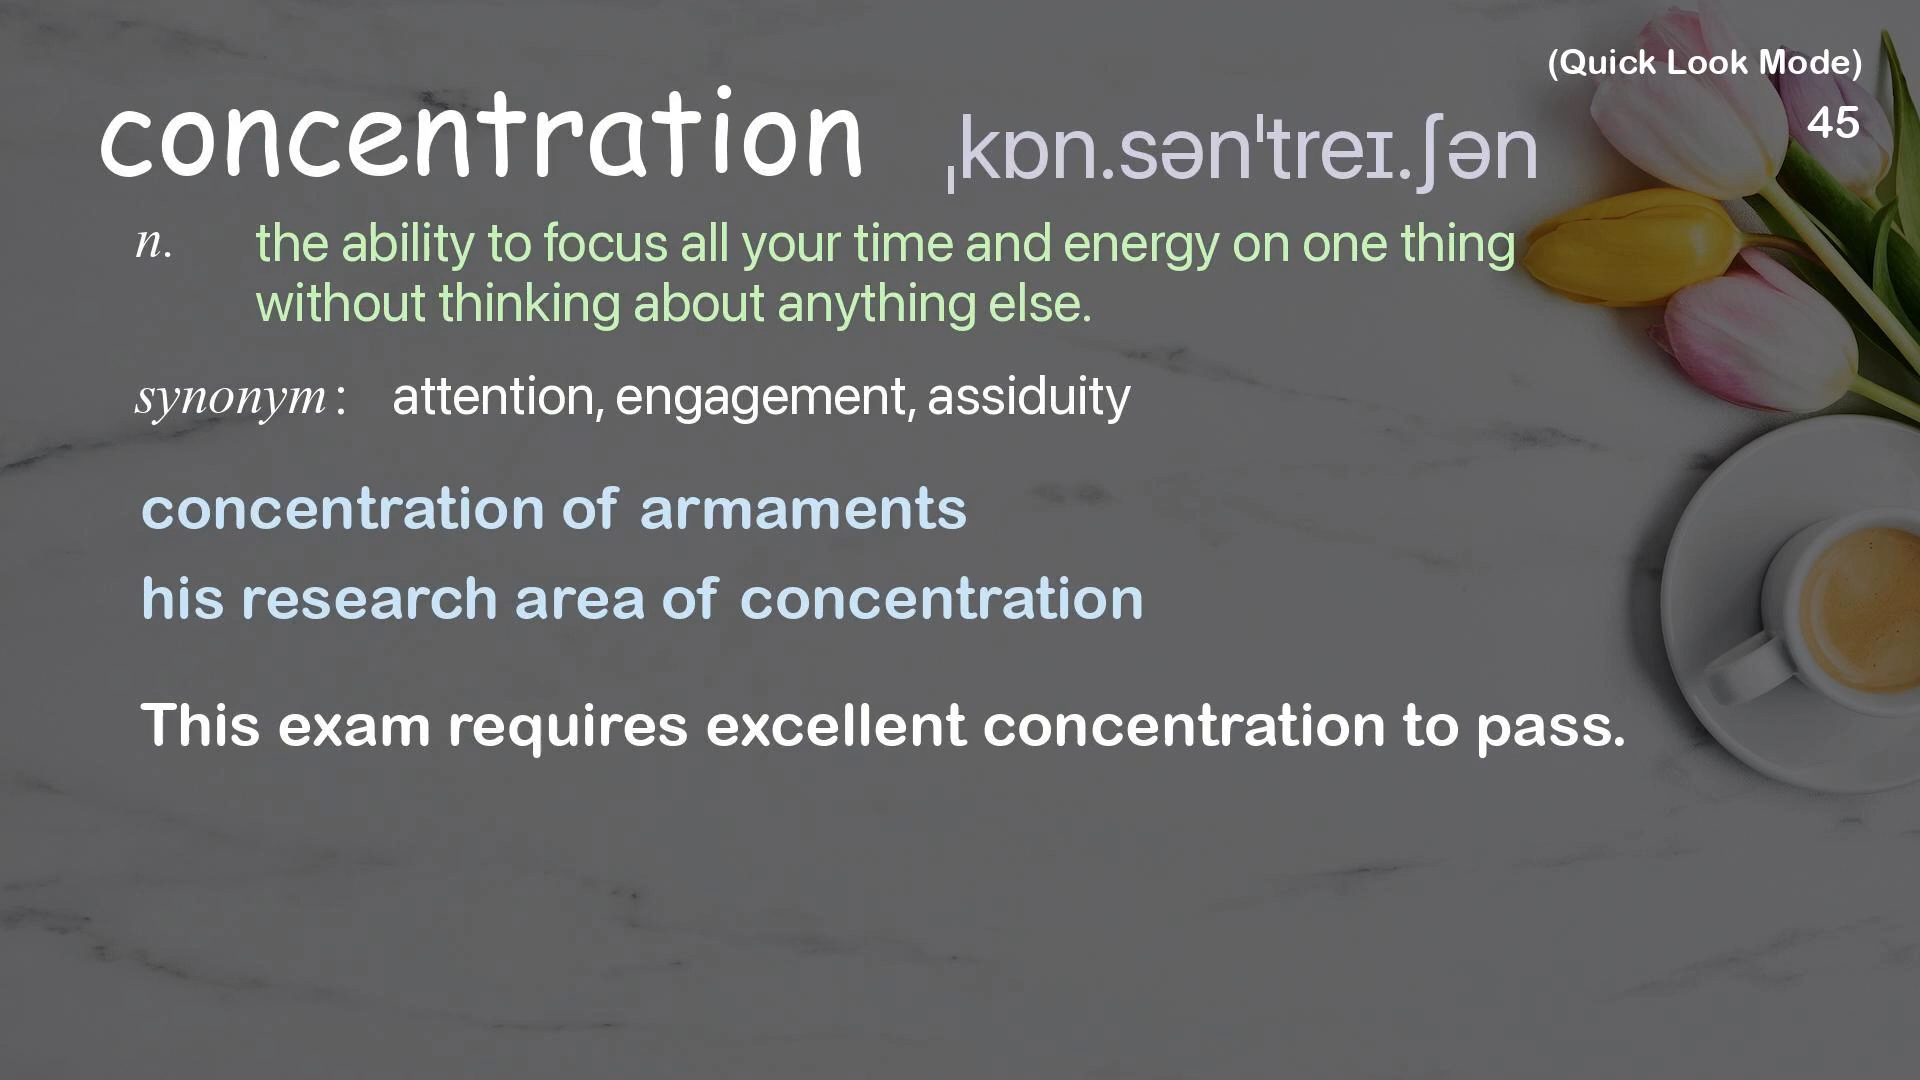 (Quick Look Mode)
45
concentration ˌkɒn.sənˈtreɪ.ʃən
n. the ability to focus all your time and energy on one thing
without thinking about anything else.
synonym : attention, engagement, assiduity
concentration of armaments
his research area of concentration
This exam requires excellent concentration to pass.